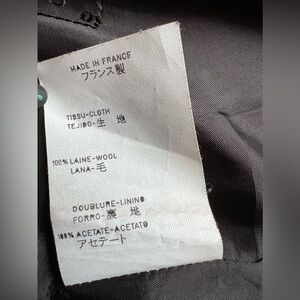 MADE IN FRANCE
フランス製
TISSU-CLOTH
TEJIDO-生 地
100% LAINE-WOOL
LANA-毛
DOUBLURE-LINING
FORRO-裏 地
100% ACETATE-ACETATO
アセテート